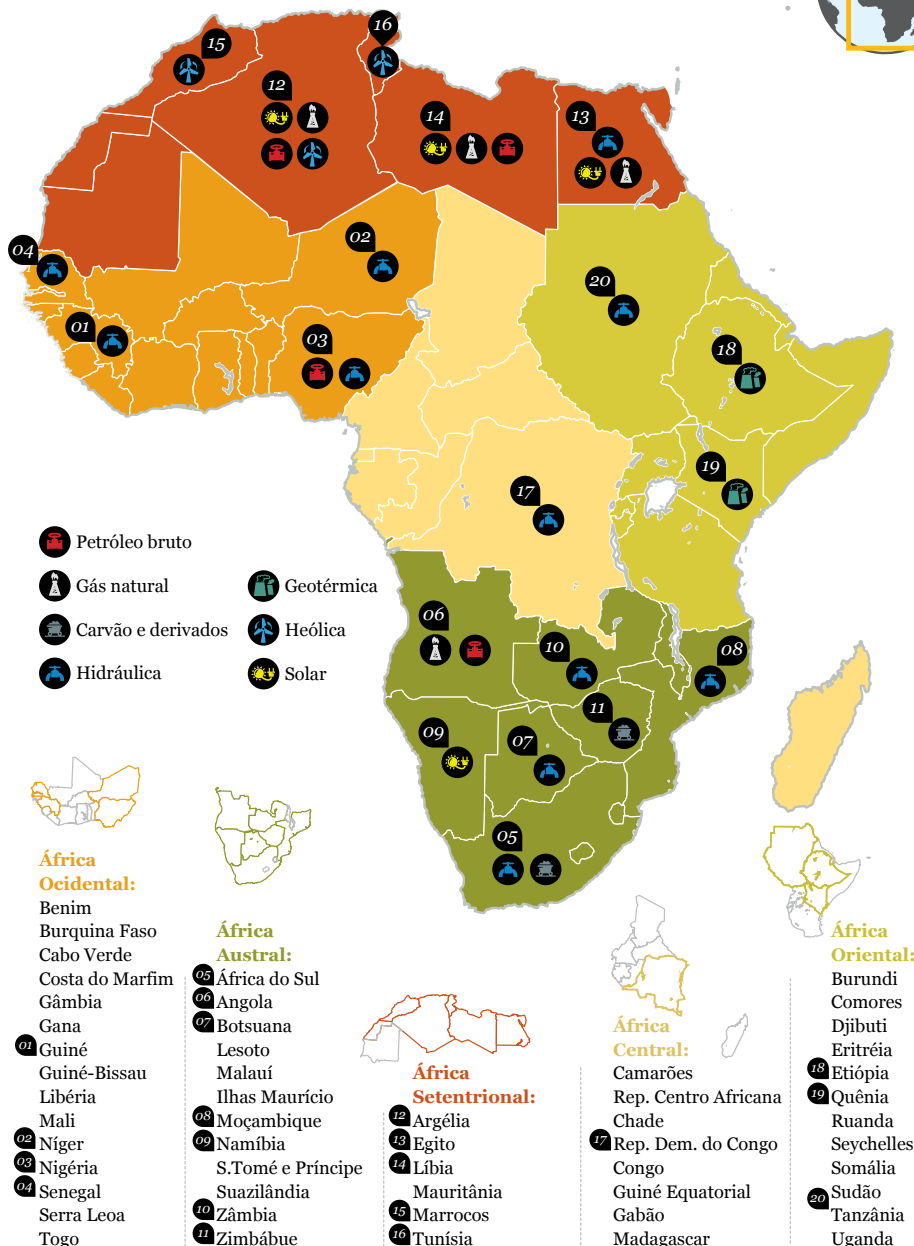 15
16
12
14
13
04
02
01
03
20
18
19
17
06
10
08
11
09
07
05
Petróleo bruto
Gás natural
Carvão e derivados
Hidráulica
Geotérmica
Heólica
Solar
África
Ocidental:
Benim
Burquina Faso
Cabo Verde
Costa do Marfim
Gâmbia
Gana
01 Guiné
Guiné-Bissau
Libéria
Mali
02 Níger
03 Nigéria
04 Senegal
Serra Leoa
Togo
África
Austral:
05 África do Sul
06 Angola
07 Botsuana
Lesoto
Malauí
Ilhas Maurício
08 Moçambique
09 Namíbia
S.Tomé e Príncipe
Suazilândia
10 Zâmbia
11 Zimbábue
África
Setentrional:
12 Argélia
13 Egito
14 Líbia
Mauritânia
15 Marrocos
16 Tunísia
África
Central:
Camarões
Rep. Centro Africana
Chade
17 Rep. Dem. do Congo
Congo
Guiné Equatorial
Gabão
Madagascar
África
Oriental:
Burundi
Comores
Djibuti
Eritréia
18 Etiópia
19 Quênia
Ruanda
Seychelles
Somália
20 Sudão
Tanzânia
Uganda